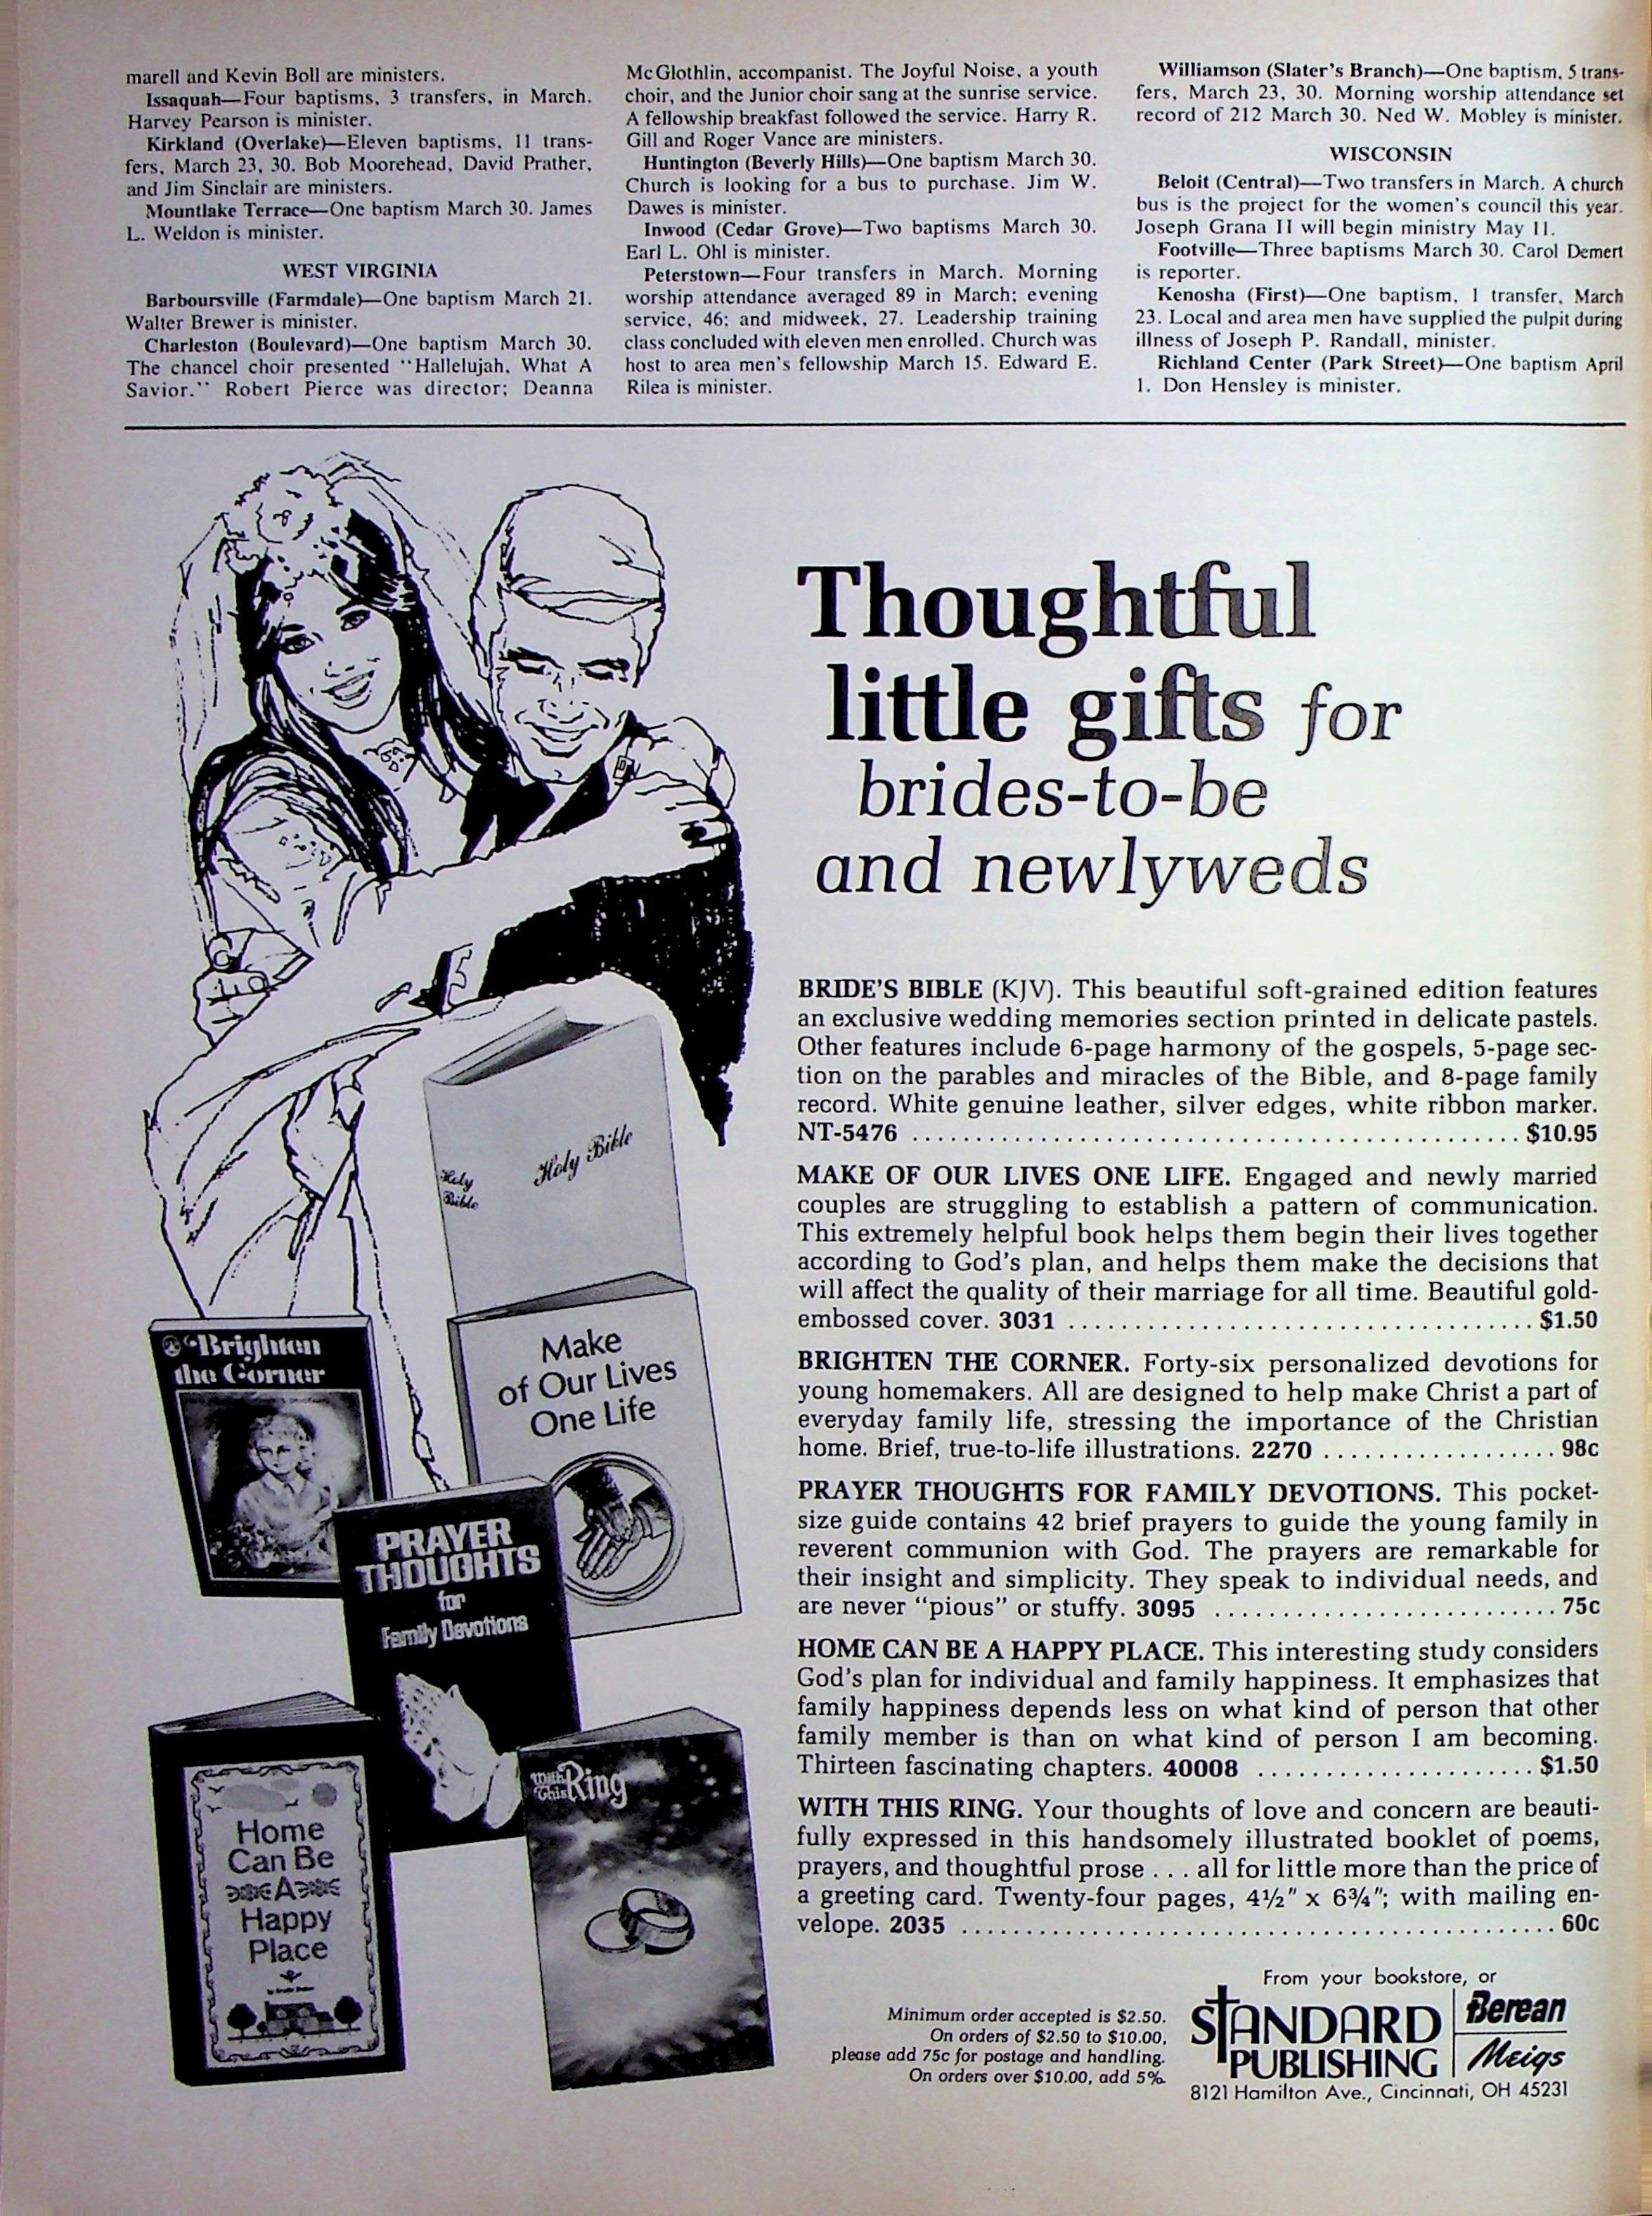 marell and Kevin Boll are ministers.
Issaquah—Four baptisms, 3 transfers, in March.
Harvey Pearson is minister.
Kirkland (Overlake)—Eleven baptisms, 11 trans-
fers, March 23, 30. Bob Moorehead, David Prather,
and Jim Sinclair are ministers.
Mountlake Terrace—One baptism March 30. James
L. Weldon is minister.
WEST VIRGINIA
Barboursville (Farmdale)—One baptism March 21.
Walter Brewer is minister.
Charleston (Boulevard)—One baptism March 30.
The chancel choir presented "Hallelujah, What A
Savior." Robert Pierce was director; Deanna
McGlothlin, accompanist. The Joyful Noise, a youth
choir, and the Junior choir sang at the sunrise service.
A fellowship breakfast followed the service. Harry R.
Gill and Roger Vance are ministers.
Huntington (Beverly Hills)—One baptism March 30.
Church is looking for a bus to purchase. Jim W.
Dawes is minister.
Inwood (Cedar Grove)—Two baptisms March 30.
Earl L. Ohl is minister.
Peterstown—Four transfers in March. Morning
worship attendance averaged 89 in March; evening
service, 46; and midweek, 27. Leadership training
class concluded with eleven men enrolled. Church was
host to area men's fellowship March 15. Edward E.
Rilea is minister.
Williamson (Slater's Branch)—One baptism, 5 trans-
fers, March 23, 30. Morning worship attendance set
record of 212 March 30. Ned W. Mobley is minister.
WISCONSIN
Beloit (Central)—Two transfers in March. A church
bus is the project for the women's council this year.
Joseph Grana II will begin ministry May 11.
Footville—Three baptisms March 30. Carol Demert
is reporter.
Kenosha (First)—One baptism, 1 transfer, March
23. Local and area men have supplied the pulpit during
illness of Joseph P. Randall, minister.
Richland Center (Park Street)—One baptism April
1. Don Hensley is minister.
Thoughtful
little gifts for
brides-to-be
and newlyweds
BRIDE'S BIBLE (KJV). This beautiful soft-grained edition features
an exclusive wedding memories section printed in delicate pastels.
Other features include 6-page harmony of the gospels, 5-page sec-
tion on the parables and miracles of the Bible, and 8-page family
record. White genuine leather, silver edges, white ribbon marker.
NT-5476 ................................................ $10.95
MAKE OF OUR LIVES ONE LIFE. Engaged and newly married
couples are struggling to establish a pattern of communication.
This extremely helpful book helps them begin their lives together
according to God's plan, and helps them make the decisions that
will affect the quality of their marriage for all time. Beautiful gold-
embossed cover. 3031 .................................... $1.50
BRIGHTEN THE CORNER. Forty-six personalized devotions for
young homemakers. All are designed to help make Christ a part of
everyday family life, stressing the importance of the Christian
home. Brief, true-to-life illustrations. 2270 .................. 98c
PRAYER THOUGHTS FOR FAMILY DEVOTIONS. This pocket-
size guide contains 42 brief prayers to guide the young family in
reverent communion with God. The prayers are remarkable for
their insight and simplicity. They speak to individual needs, and
are never "pious" or stuffy. 3095 ........................... 75c
HOME CAN BE A HAPPY PLACE. This interesting study considers
God's plan for individual and family happiness. It emphasizes that
family happiness depends less on what kind of person that other
family member is than on what kind of person I am becoming.
Thirteen fascinating chapters. 40008 ...................... $1.50
WITH THIS RING. Your thoughts of love and concern are beauti-
fully expressed in this handsomely illustrated booklet of poems,
prayers, and thoughtful prose . . . all for little more than the price of
a greeting card. Twenty-four pages, 4½" x 6¾"; with mailing en-
velope. 2035 ............................................... 60c
Holy Bible
Holy
Bible
Brighten
the Corner
Make
of Our Lives
One Life
PRAYER
THOUGHTS
for
Family Devotions
Home
Can Be
A
Happy
Place
With
This Ring
Minimum order accepted is $2.50.
On orders of $2.50 to $10.00,
please add 75c for postage and handling.
On orders over $10.00, add 5%.
From your bookstore, or
STANDARD
PUBLISHING
Berean
Meigs
8121 Hamilton Ave., Cincinnati, OH 45231